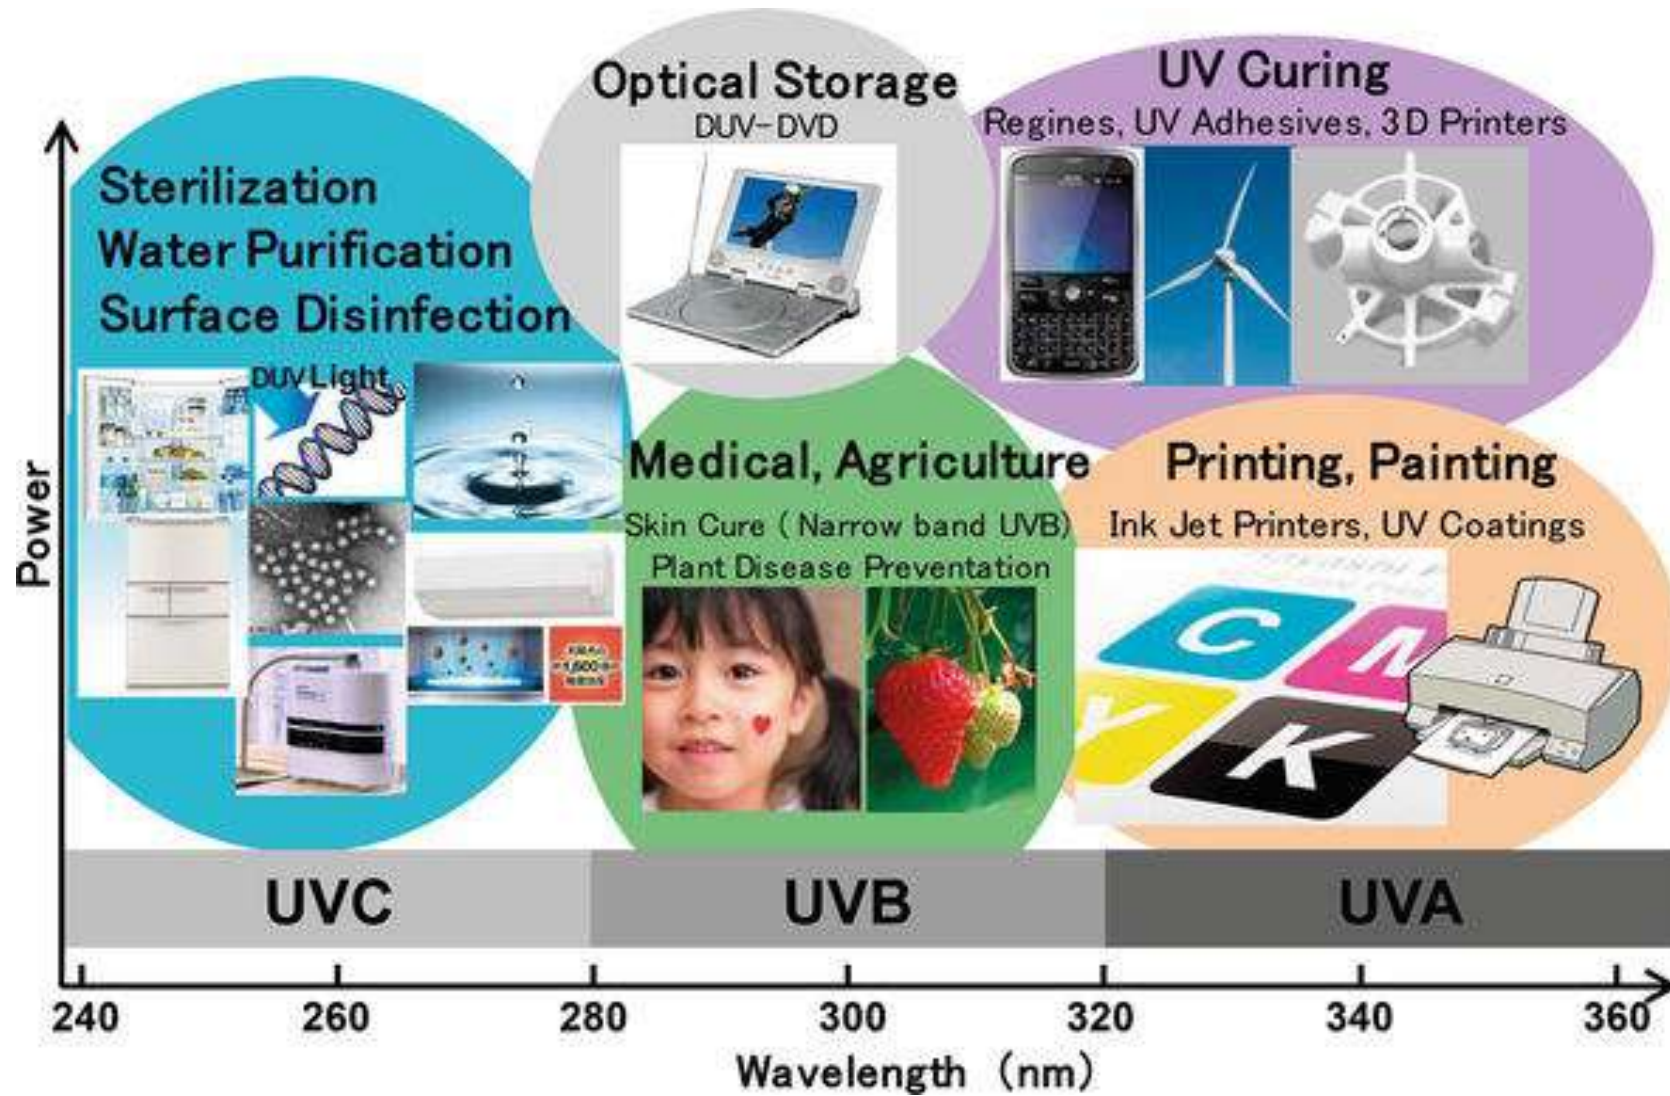 Optical Storage
DUV-DVD
UV Curing
Regines, UV Adhesives, 3D Printers
Sterilization
Water Purification
Surface Disinfection
DUV Light
Medical, Agriculture
Skin Cure ( Narrow band UVB)
Plant Disease Preventation
Printing, Painting
Ink Jet Printers, UV Coatings
C
M
Y
K
1,600
Power
UVC
UVB
UVA
240
260
280
300
320
340
360
Wavelength (nm)